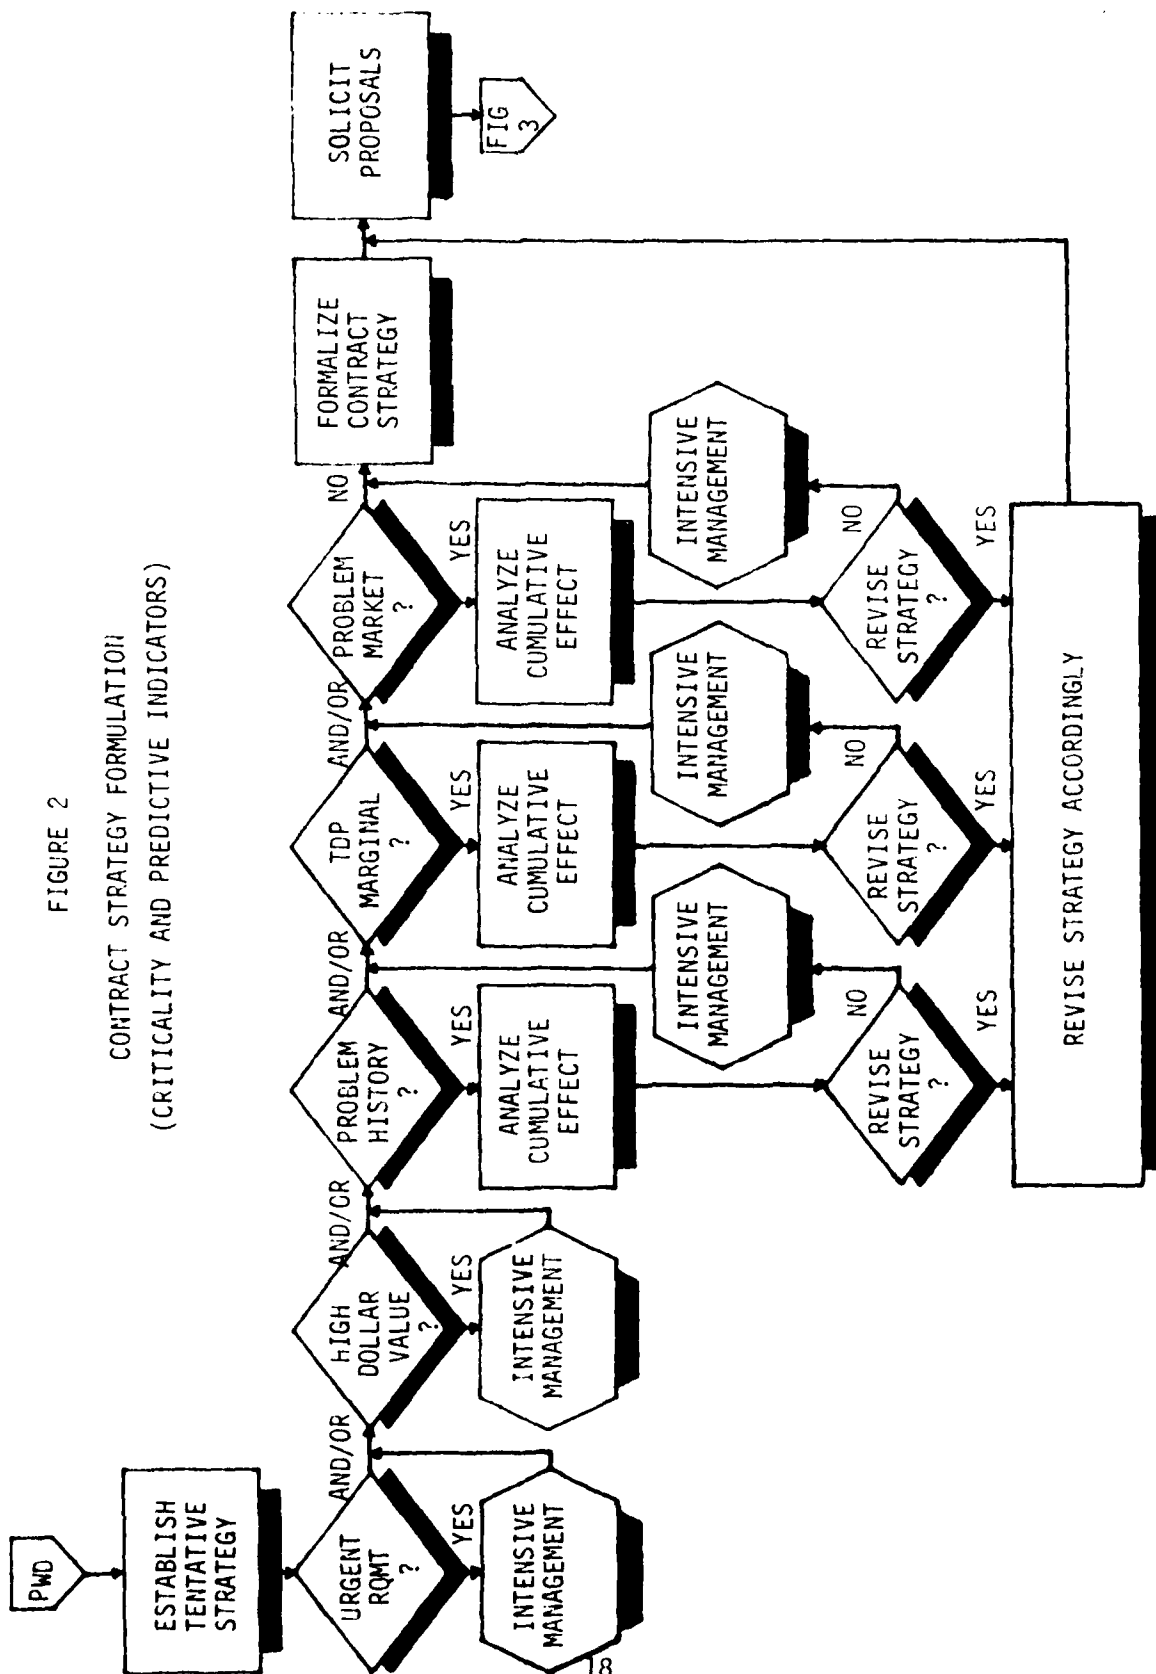 FIGURE 2
CONTRACT STRATEGY FORMULATION
(CRITICALITY AND PREDICTIVE INDICATORS)
PWD
ESTABLISH
TENTATIVE
STRATEGY
URGENT
RQMT
?
AND/OR
YES
INTENSIVE
MANAGEMENT
HIGH
DOLLAR
VALUE
?
AND/OR
YES
INTENSIVE
MANAGEMENT
PROBLEM
HISTORY
?
AND/OR
YES
ANALYZE
CUMULATIVE
EFFECT
REVISE
STRATEGY
?
NO
INTENSIVE
MANAGEMENT
YES
TDP
MARGINAL
?
AND/OR
YES
ANALYZE
CUMULATIVE
EFFECT
REVISE
STRATEGY
?
NO
INTENSIVE
MANAGEMENT
YES
PROBLEM
MARKET
?
NO
YES
ANALYZE
CUMULATIVE
EFFECT
REVISE
STRATEGY
?
NO
INTENSIVE
MANAGEMENT
YES
REVISE STRATEGY ACCORDINGLY
FORMALIZE
CONTRACT
STRATEGY
SOLICIT
PROPOSALS
FIG
3
18